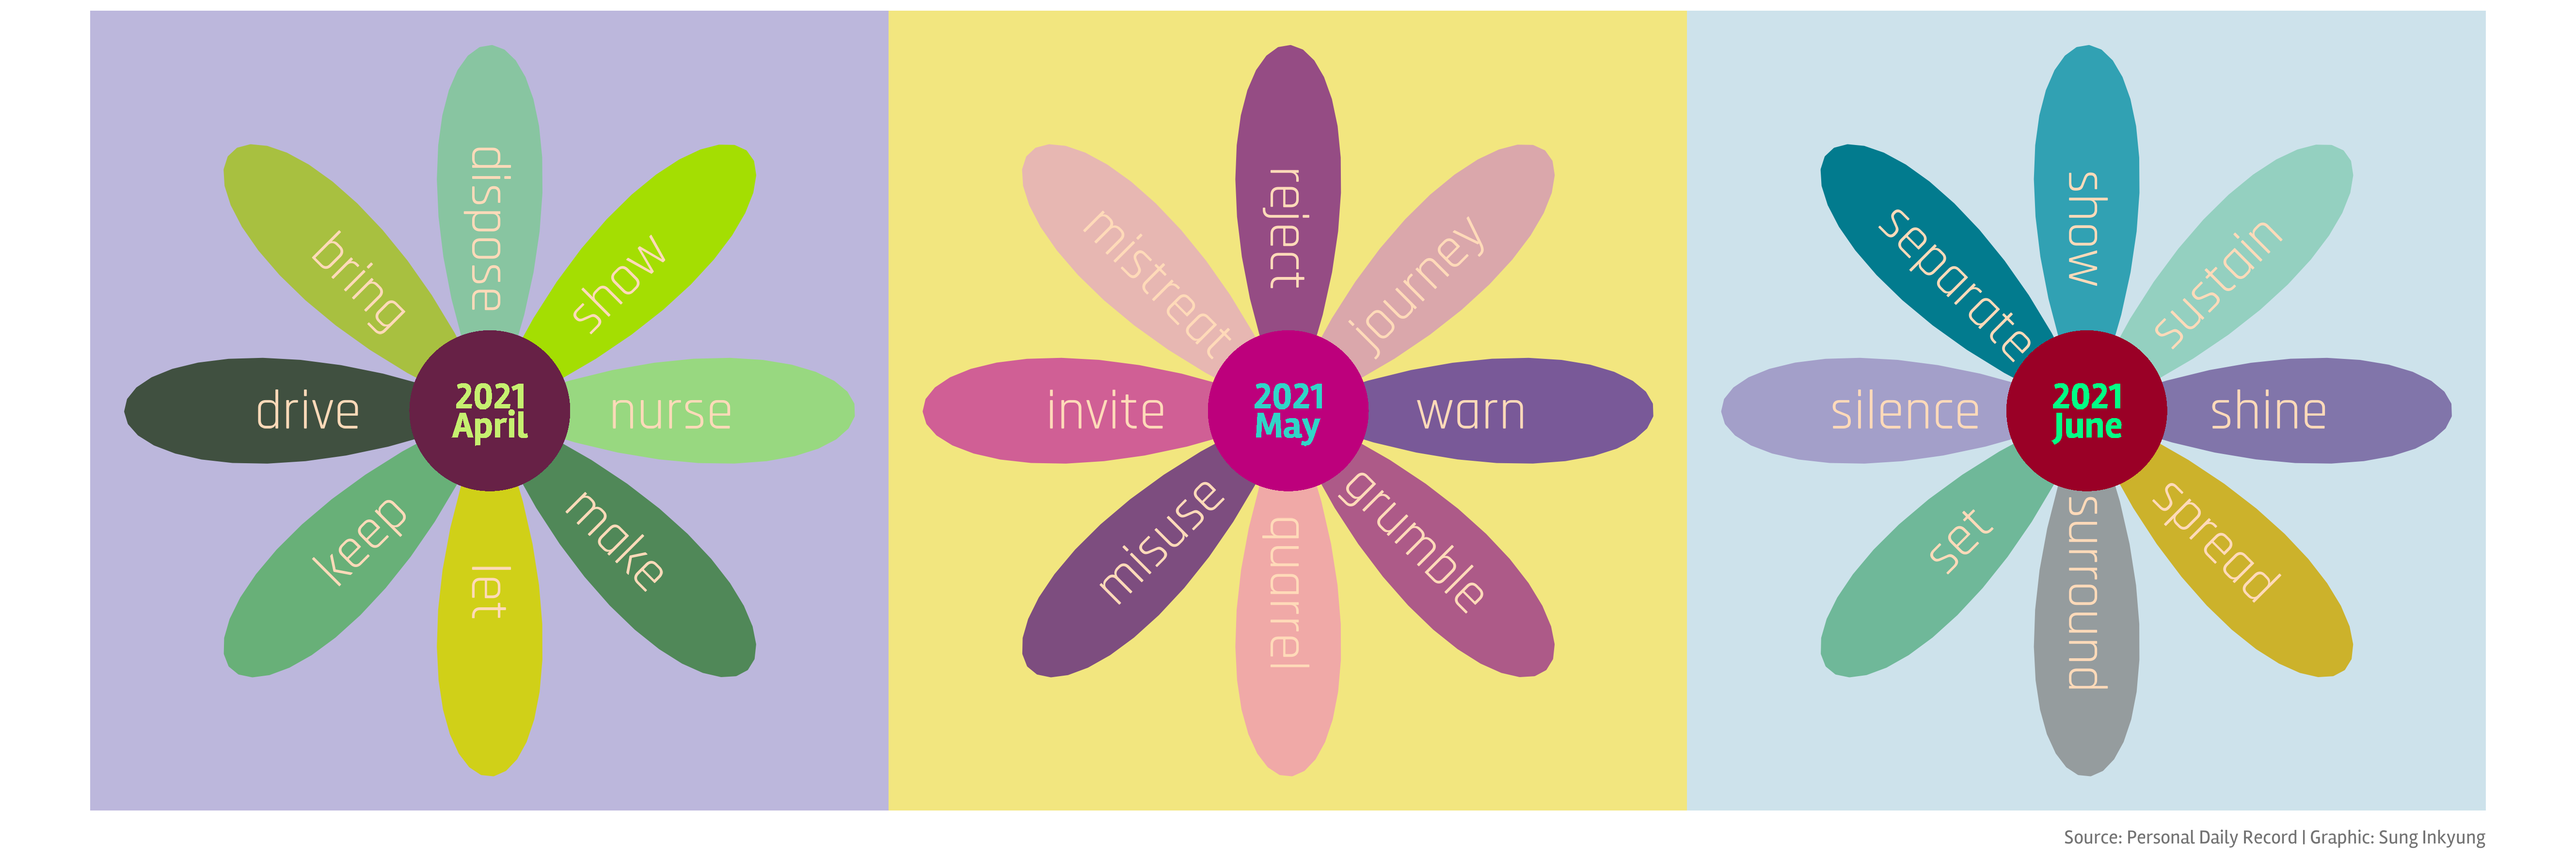 dispose
show
nurse
make
let
keep
drive
bring
2021
April
reject
journey
warn
grumble
quarrel
misuse
invite
mistreat
2021
May
show
sustain
shine
spread
surround
set
silence
separate
2021
June
Source: Personal Daily Record | Graphic: Sung Inkyung